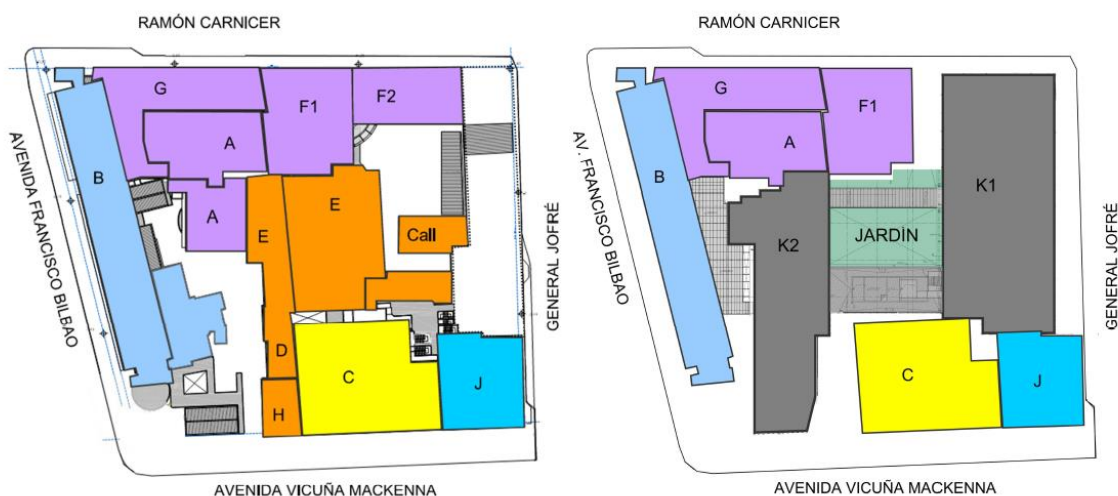 RAMÓN CARNICER
G
F1
F2
A
B
A
E
E
Call
D
C
J
H
AVENIDA FRANCISCO BILBAO
GENERAL JOFRÉ
AVENIDA VICUÑA MACKENNA
RAMÓN CARNICER
G
F1
A
B
K1
K2
JARDÍN
C
J
AV. FRANCISCO BILBAO
GENERAL JOFRÉ
AVENIDA VICUÑA MACKENNA